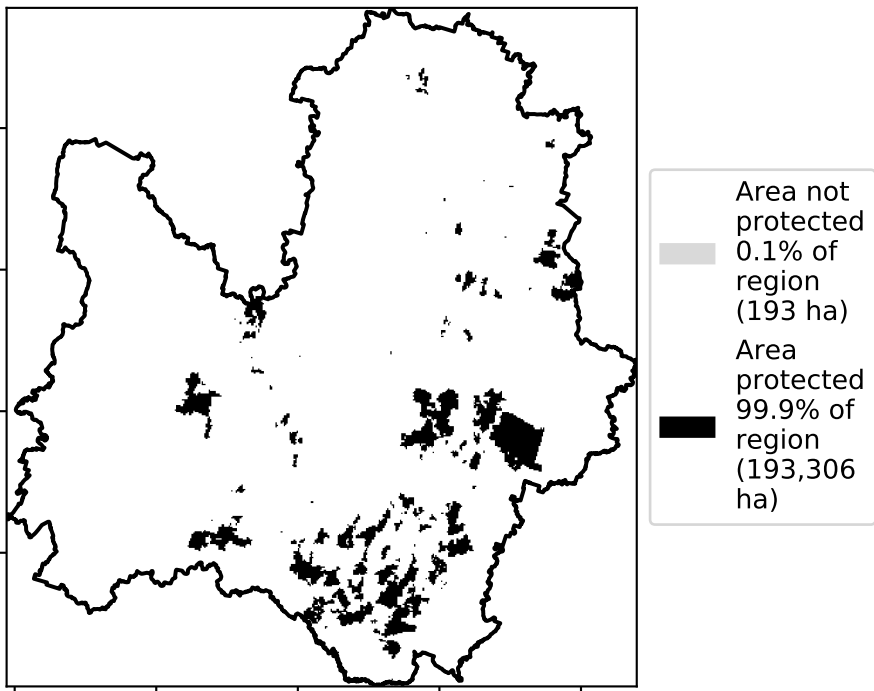 Area not
protected
0.1% of
region
(193 ha)
Area
protected
99.9% of
region
(193,306
ha)